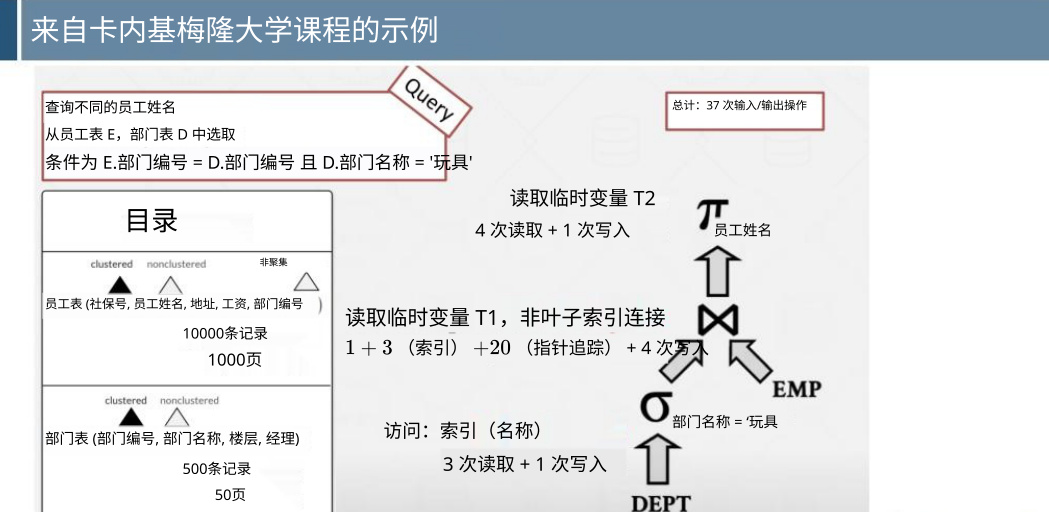 来自卡内基梅隆大学课程的示例
查询不同的员工姓名
从员工表 E，部门表 D 中选取
条件为 E.部门编号 = D.部门编号 且 D.部门名称 = '玩具'
Query
总计：37 次输入/输出操作
目录
clustered nonclustered 非聚集
员工表 (社保号, 员工姓名, 地址, 工资, 部门编号 )
10000条记录
1000页
clustered nonclustered
部门表 (部门编号, 部门名称, 楼层, 经理)
500条记录
50页
读取临时变量 T2
4 次读取 + 1 次写入
读取临时变量 T1，非叶子索引连接
1 + 3 （索引） +20 （指针追踪） + 4 次写入
访问：索引（名称）
3 次读取 + 1 次写入
π 员工姓名
⋈
EMP
σ 部门名称 = ‘玩具
DEPT